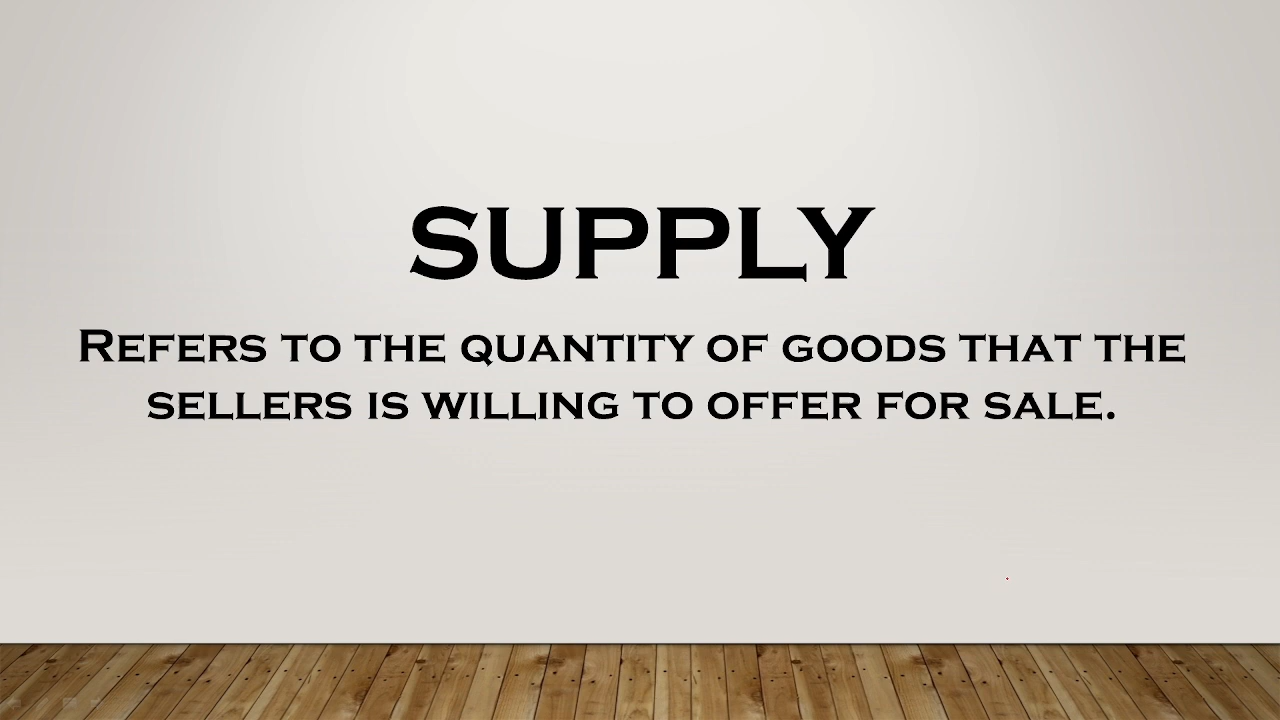 SUPPLY
REFERS TO THE QUANTITY OF GOODS THAT THE
SELLERS IS WILLING TO OFFER FOR SALE.